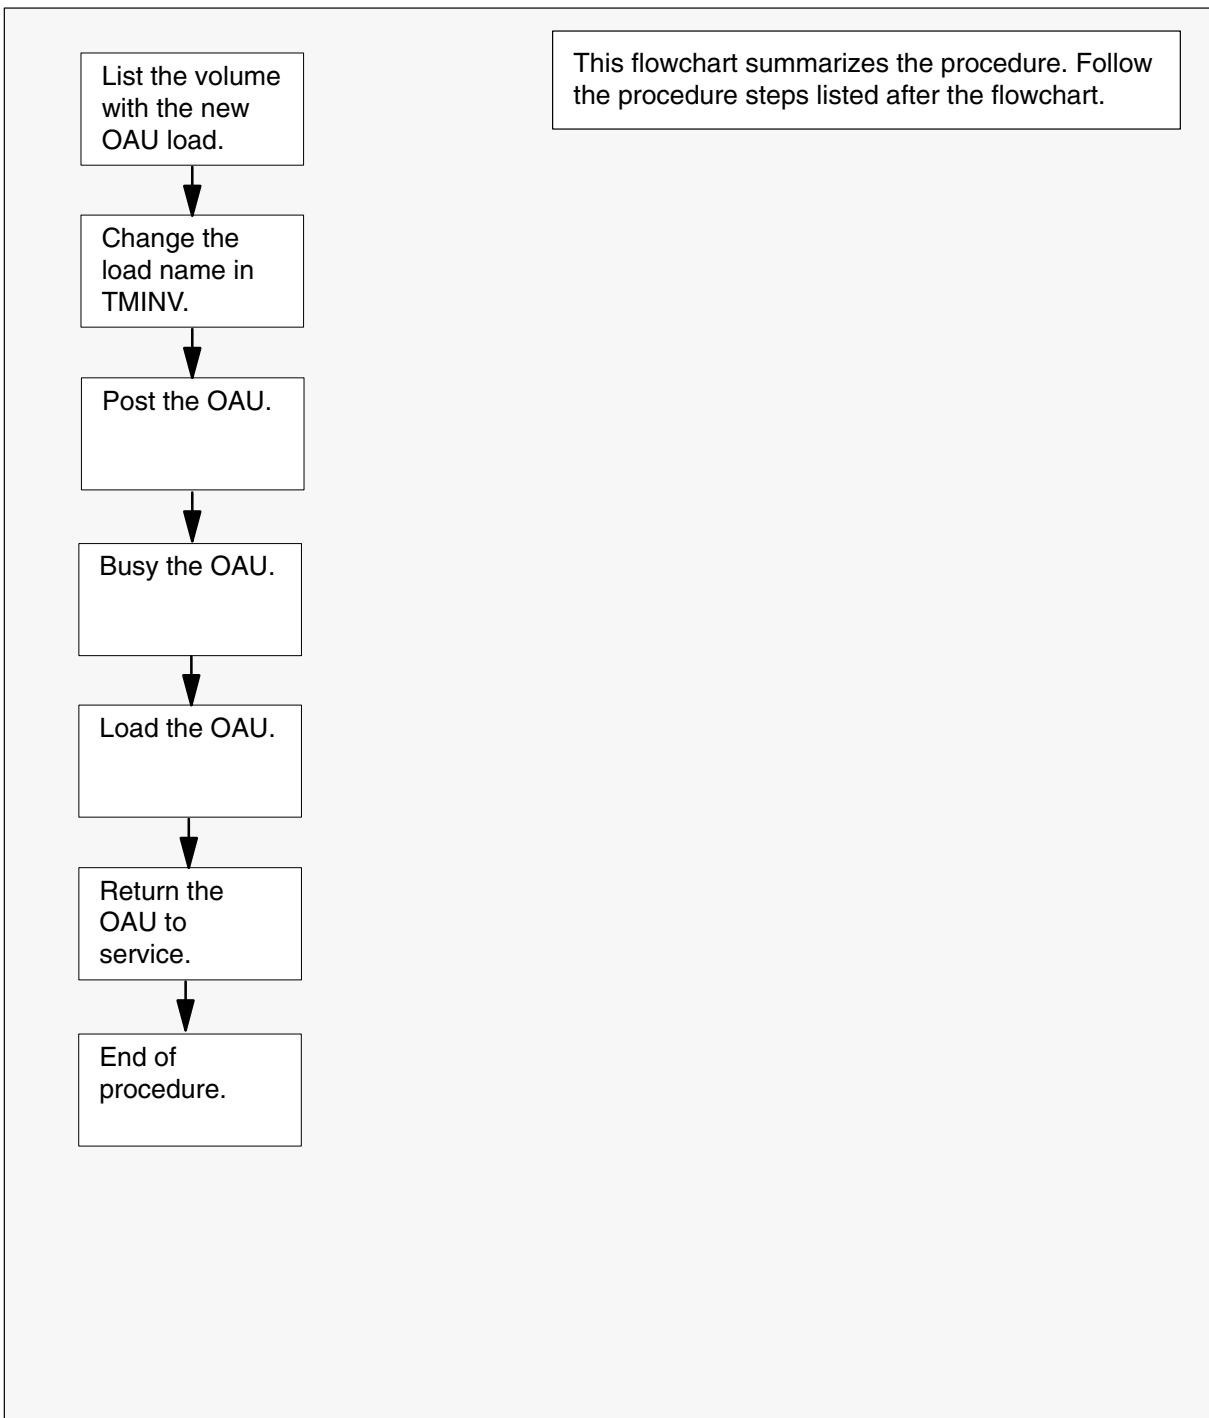 List the volume
with the new
OAU load.
This flowchart summarizes the procedure. Follow
the procedure steps listed after the flowchart.
Change the
load name in
TMINV.
Post the OAU.
Busy the OAU.
Load the OAU.
Return the
OAU to
service.
End of
procedure.